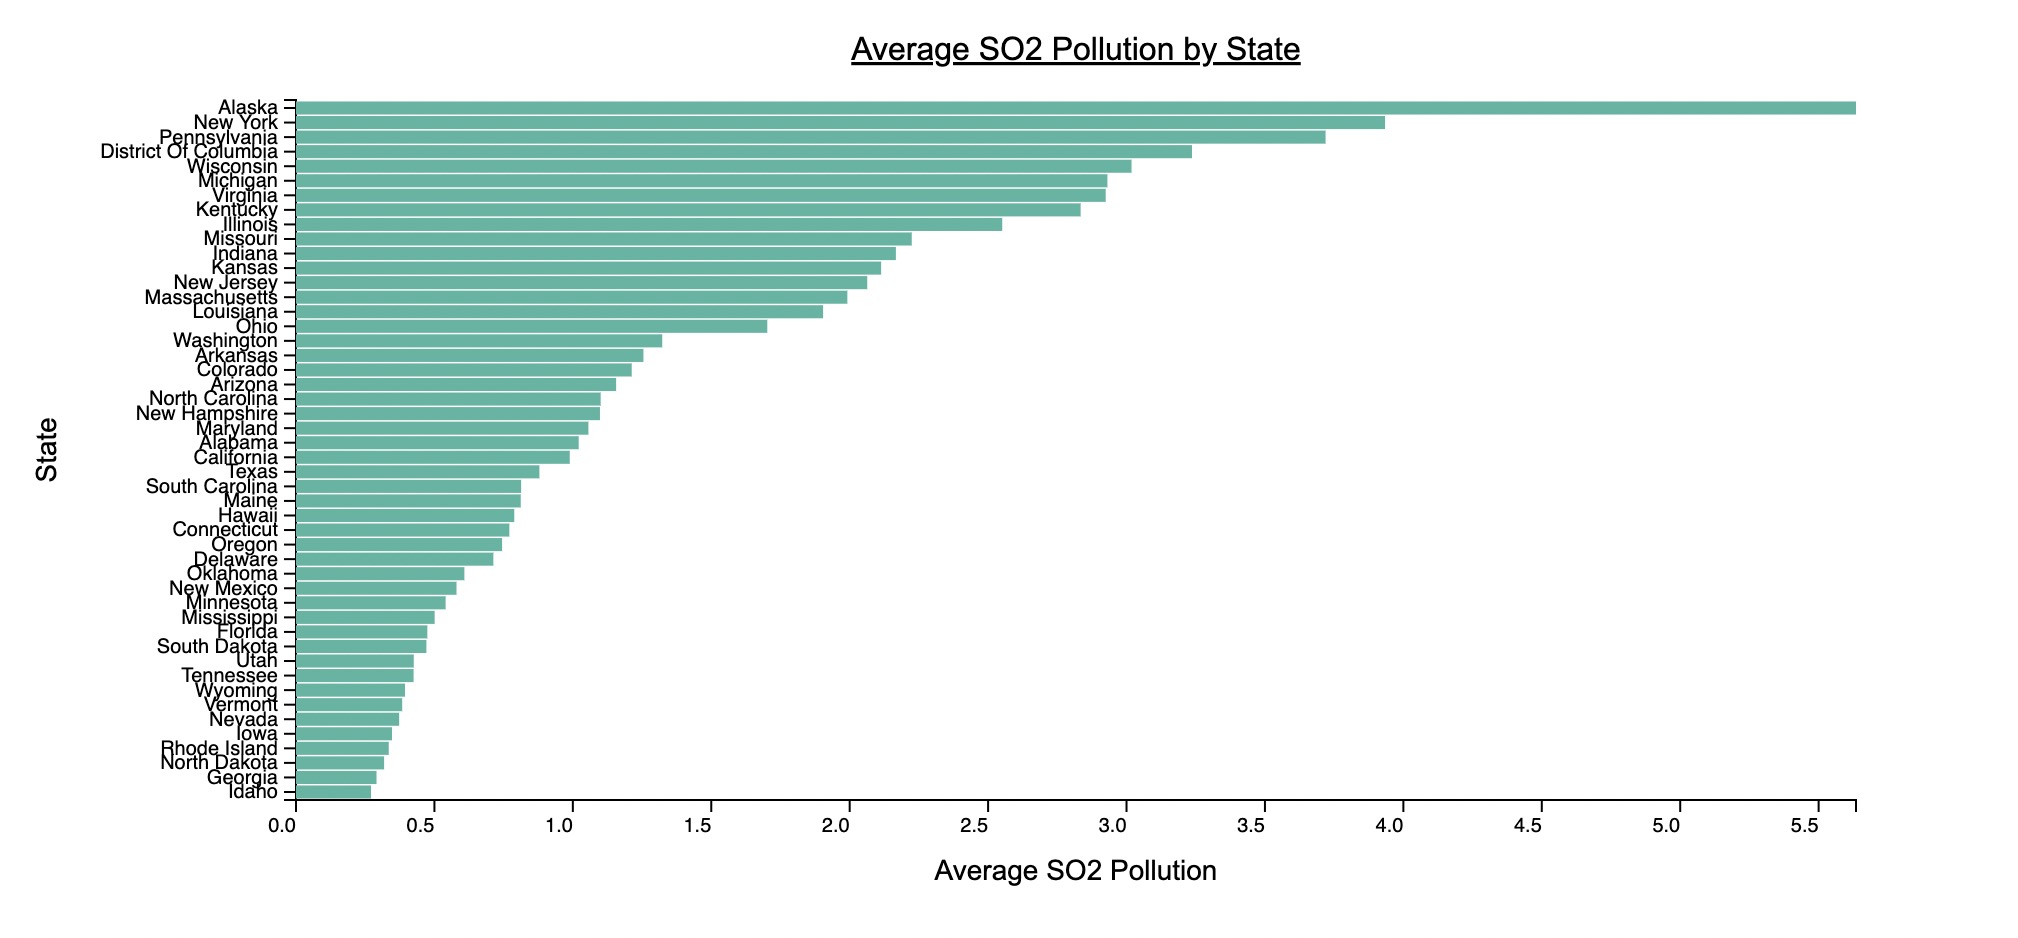 Average SO2 Pollution by State
Alaska
New York
Pennsylvania
District Of Columbia
Wisconsin
Michigan
Virginia
Kentucky
Illinois
Missouri
Indiana
Kansas
New Jersey
Massachusetts
Louisiana
Ohio
Washington
Arkansas
Colorado
Arizona
North Carolina
New Hampshire
Maryland
Alabama
California
Texas
South Carolina
Maine
Hawaii
Connecticut
Oregon
Delaware
Oklahoma
New Mexico
Minnesota
Mississippi
Florida
South Dakota
Utah
Tennessee
Wyoming
Vermont
Nevada
Iowa
Rhode Island
North Dakota
Georgia
Idaho
State
0.0 0.5 1.0 1.5 2.0 2.5 3.0 3.5 4.0 4.5 5.0 5.5
Average SO2 Pollution